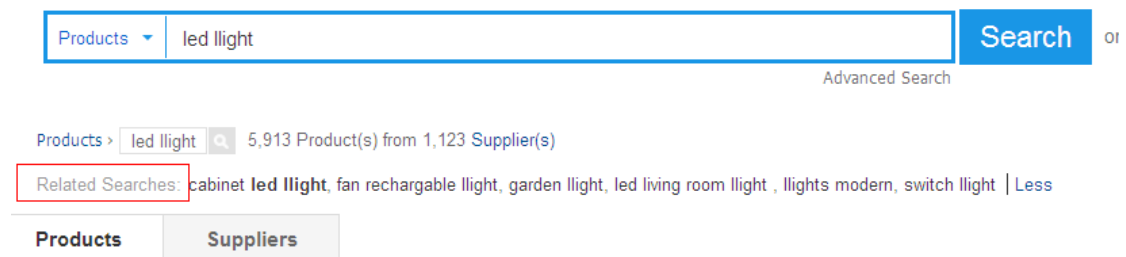 Products led llight Search or
Advanced Search
Products > led llight 5,913 Product(s) from 1,123 Supplier(s)
Related Searches: cabinet led llight, fan rechargable llight, garden llight, led living room llight , llights modern, switch llight | Less
Products Suppliers